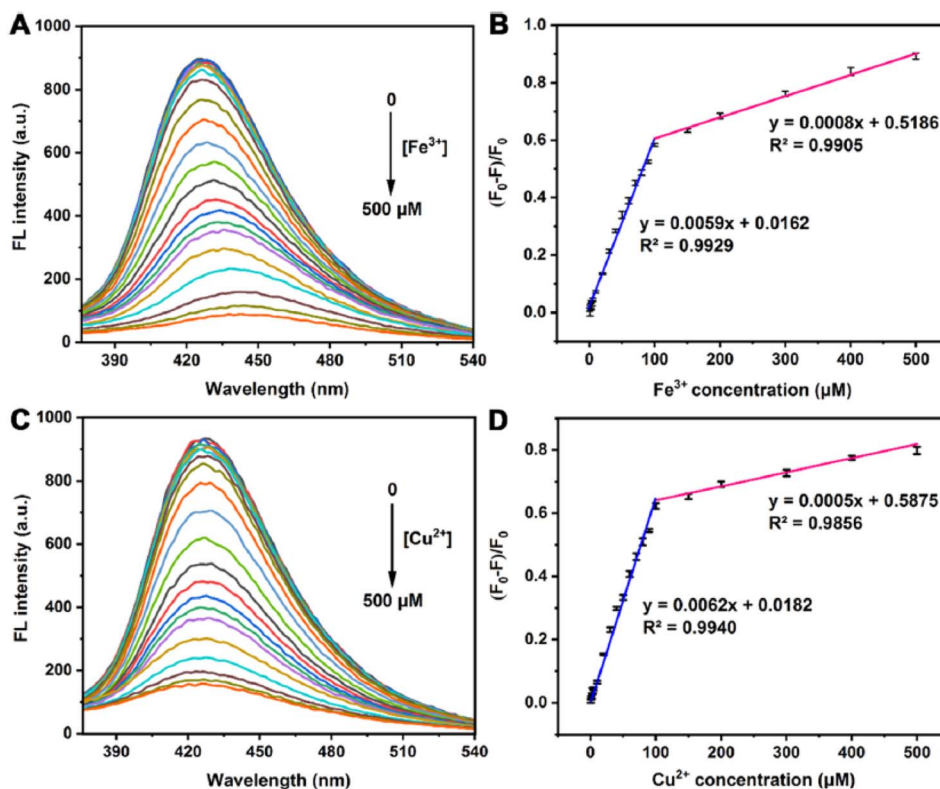 A
1000
800
600
400
200
0
390 420 450 480 510 540
FL intensity (a.u.)
Wavelength (nm)
0
[Fe³⁺]
500 µM
B
1.0
0.8
0.6
0.4
0.2
0.0
0 100 200 300 400 500
(F₀-F)/F₀
Fe³⁺ concentration (µM)
y = 0.0008x + 0.5186
R² = 0.9905
y = 0.0059x + 0.0162
R² = 0.9929
C
1000
900
800
700
600
500
400
300
200
100
0
390 420 450 480 510 540
FL intensity (a.u.)
Wavelength (nm)
0
[Cu²⁺]
500 µM
D
0.8
0.6
0.4
0.2
0.0
0 100 200 300 400 500
(F₀-F)/F₀
Cu²⁺ concentration (µM)
y = 0.0005x + 0.5875
R² = 0.9856
y = 0.0062x + 0.0182
R² = 0.9940